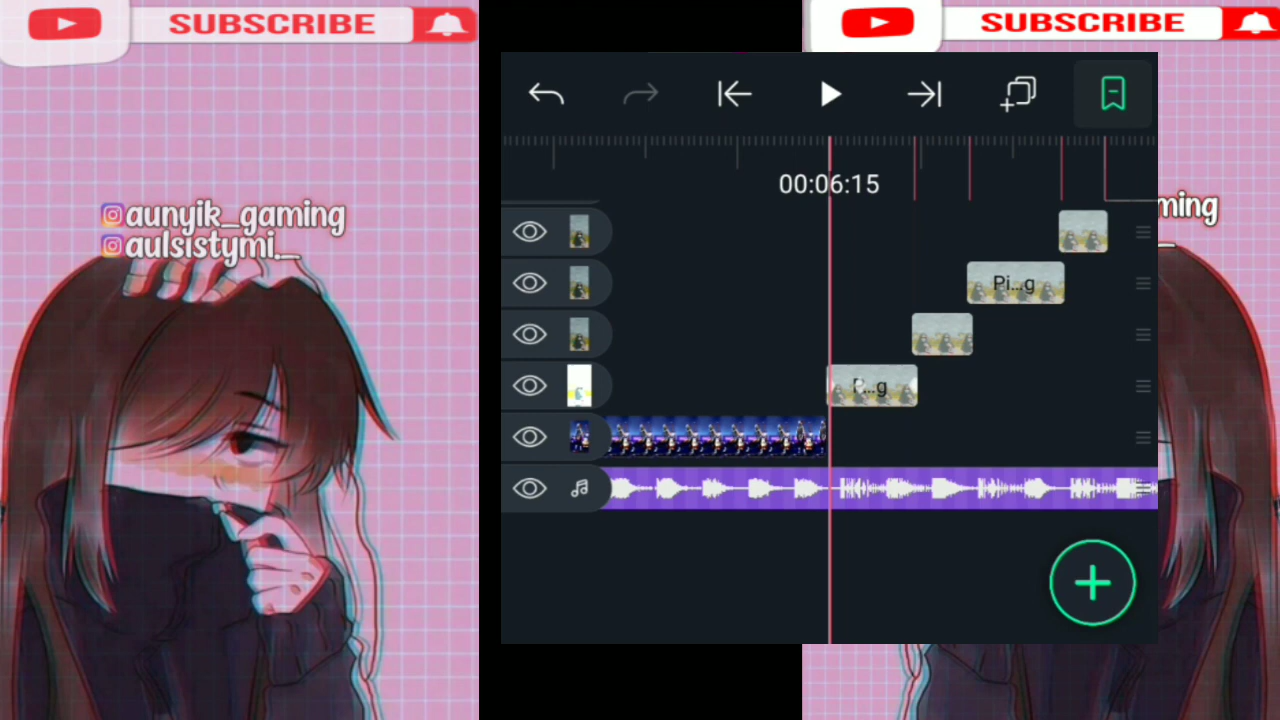 SUBSCRIBE
SUBSCRIBE
aunyik_gaming
aulsistymi._
00:06:15
ming
Pi...g
P...g